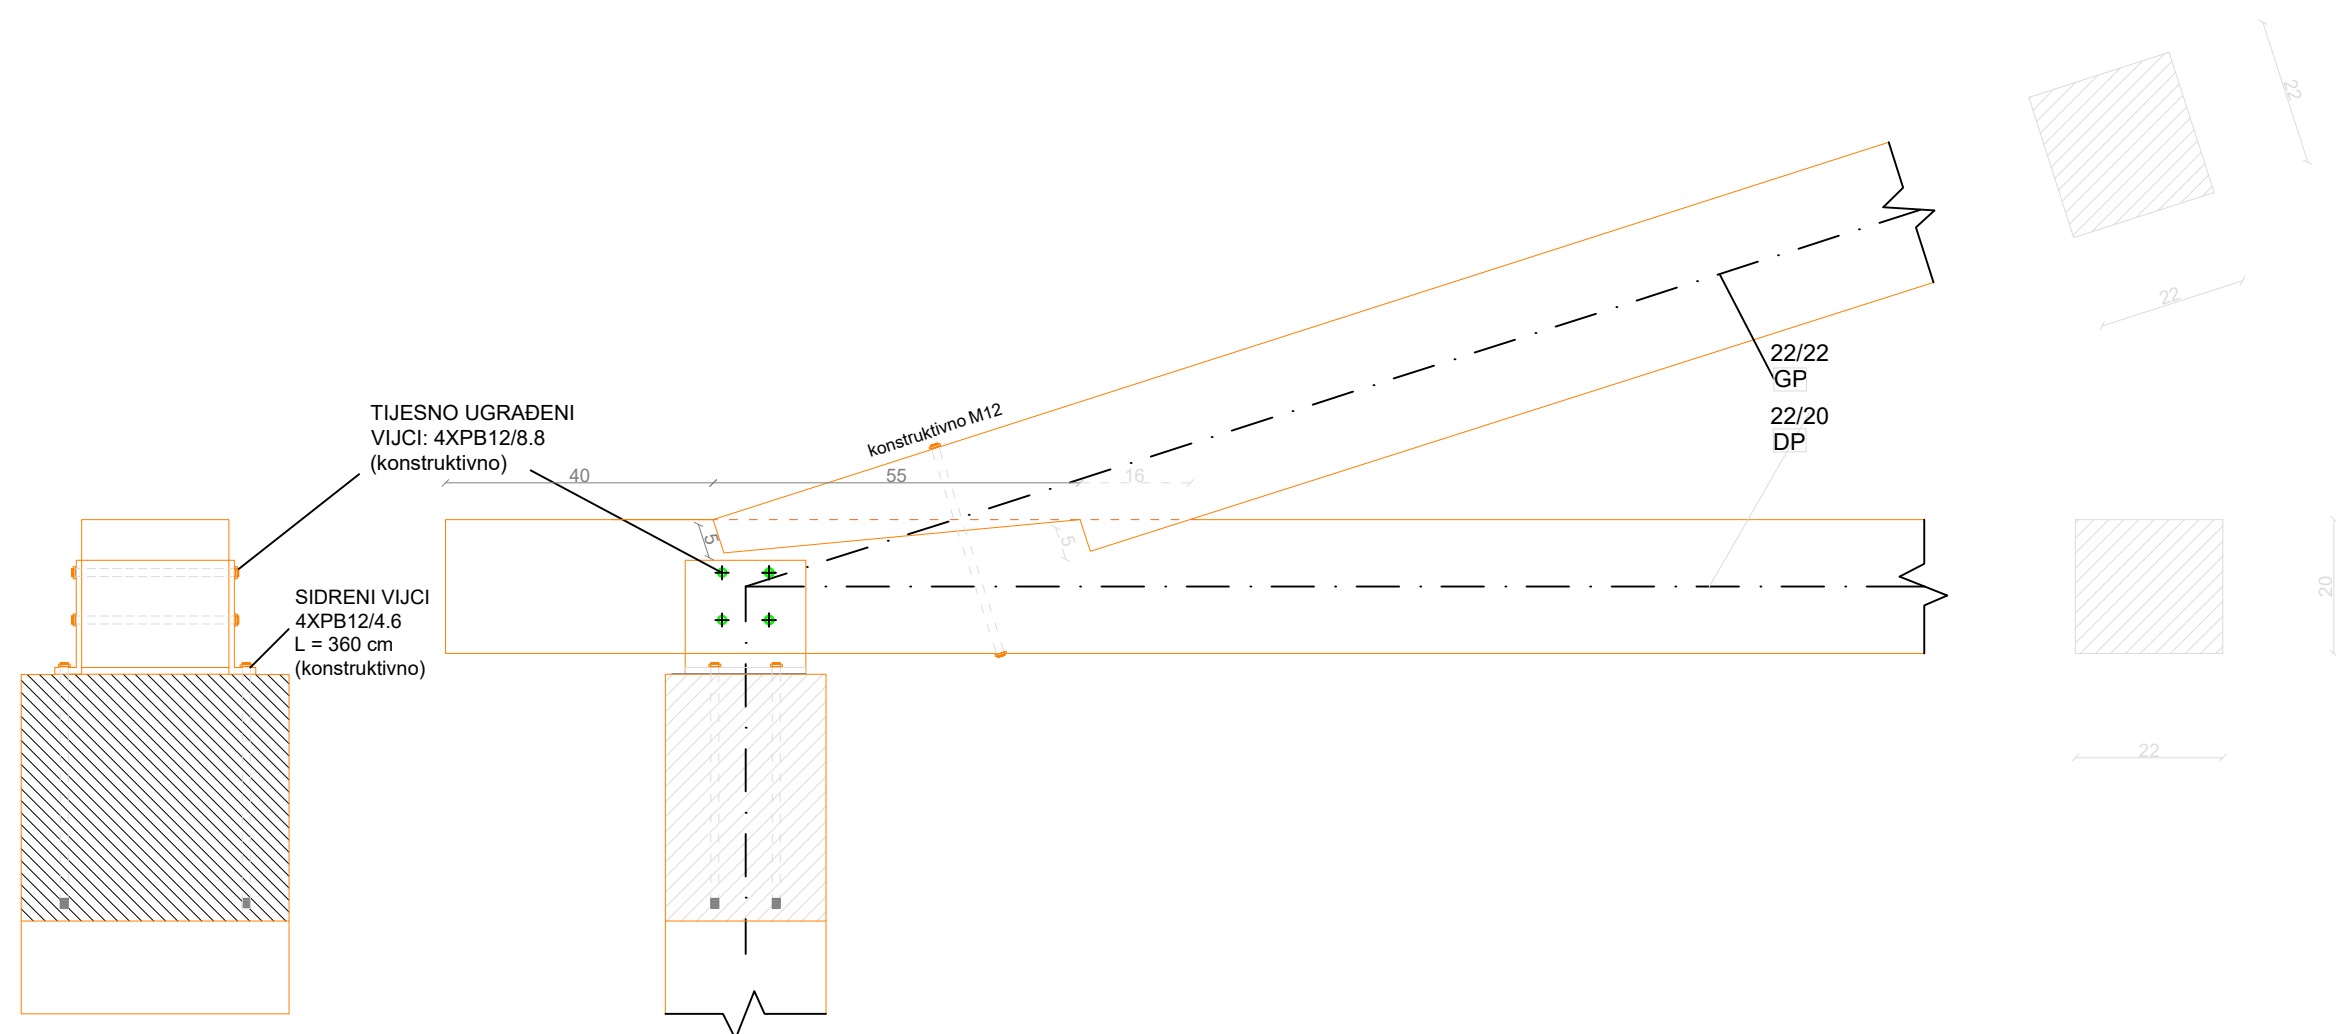 TIJESNO UGRAĐENI
VIJCI: 4XPB12/8.8
(konstruktivno)
SIDRENI VIJCI
4XPB12/4.6
L = 360 cm
(konstruktivno)
konstruktivno M12
40
55
16
5
5
22/22
GP
22/20
DP
22
22
20
22